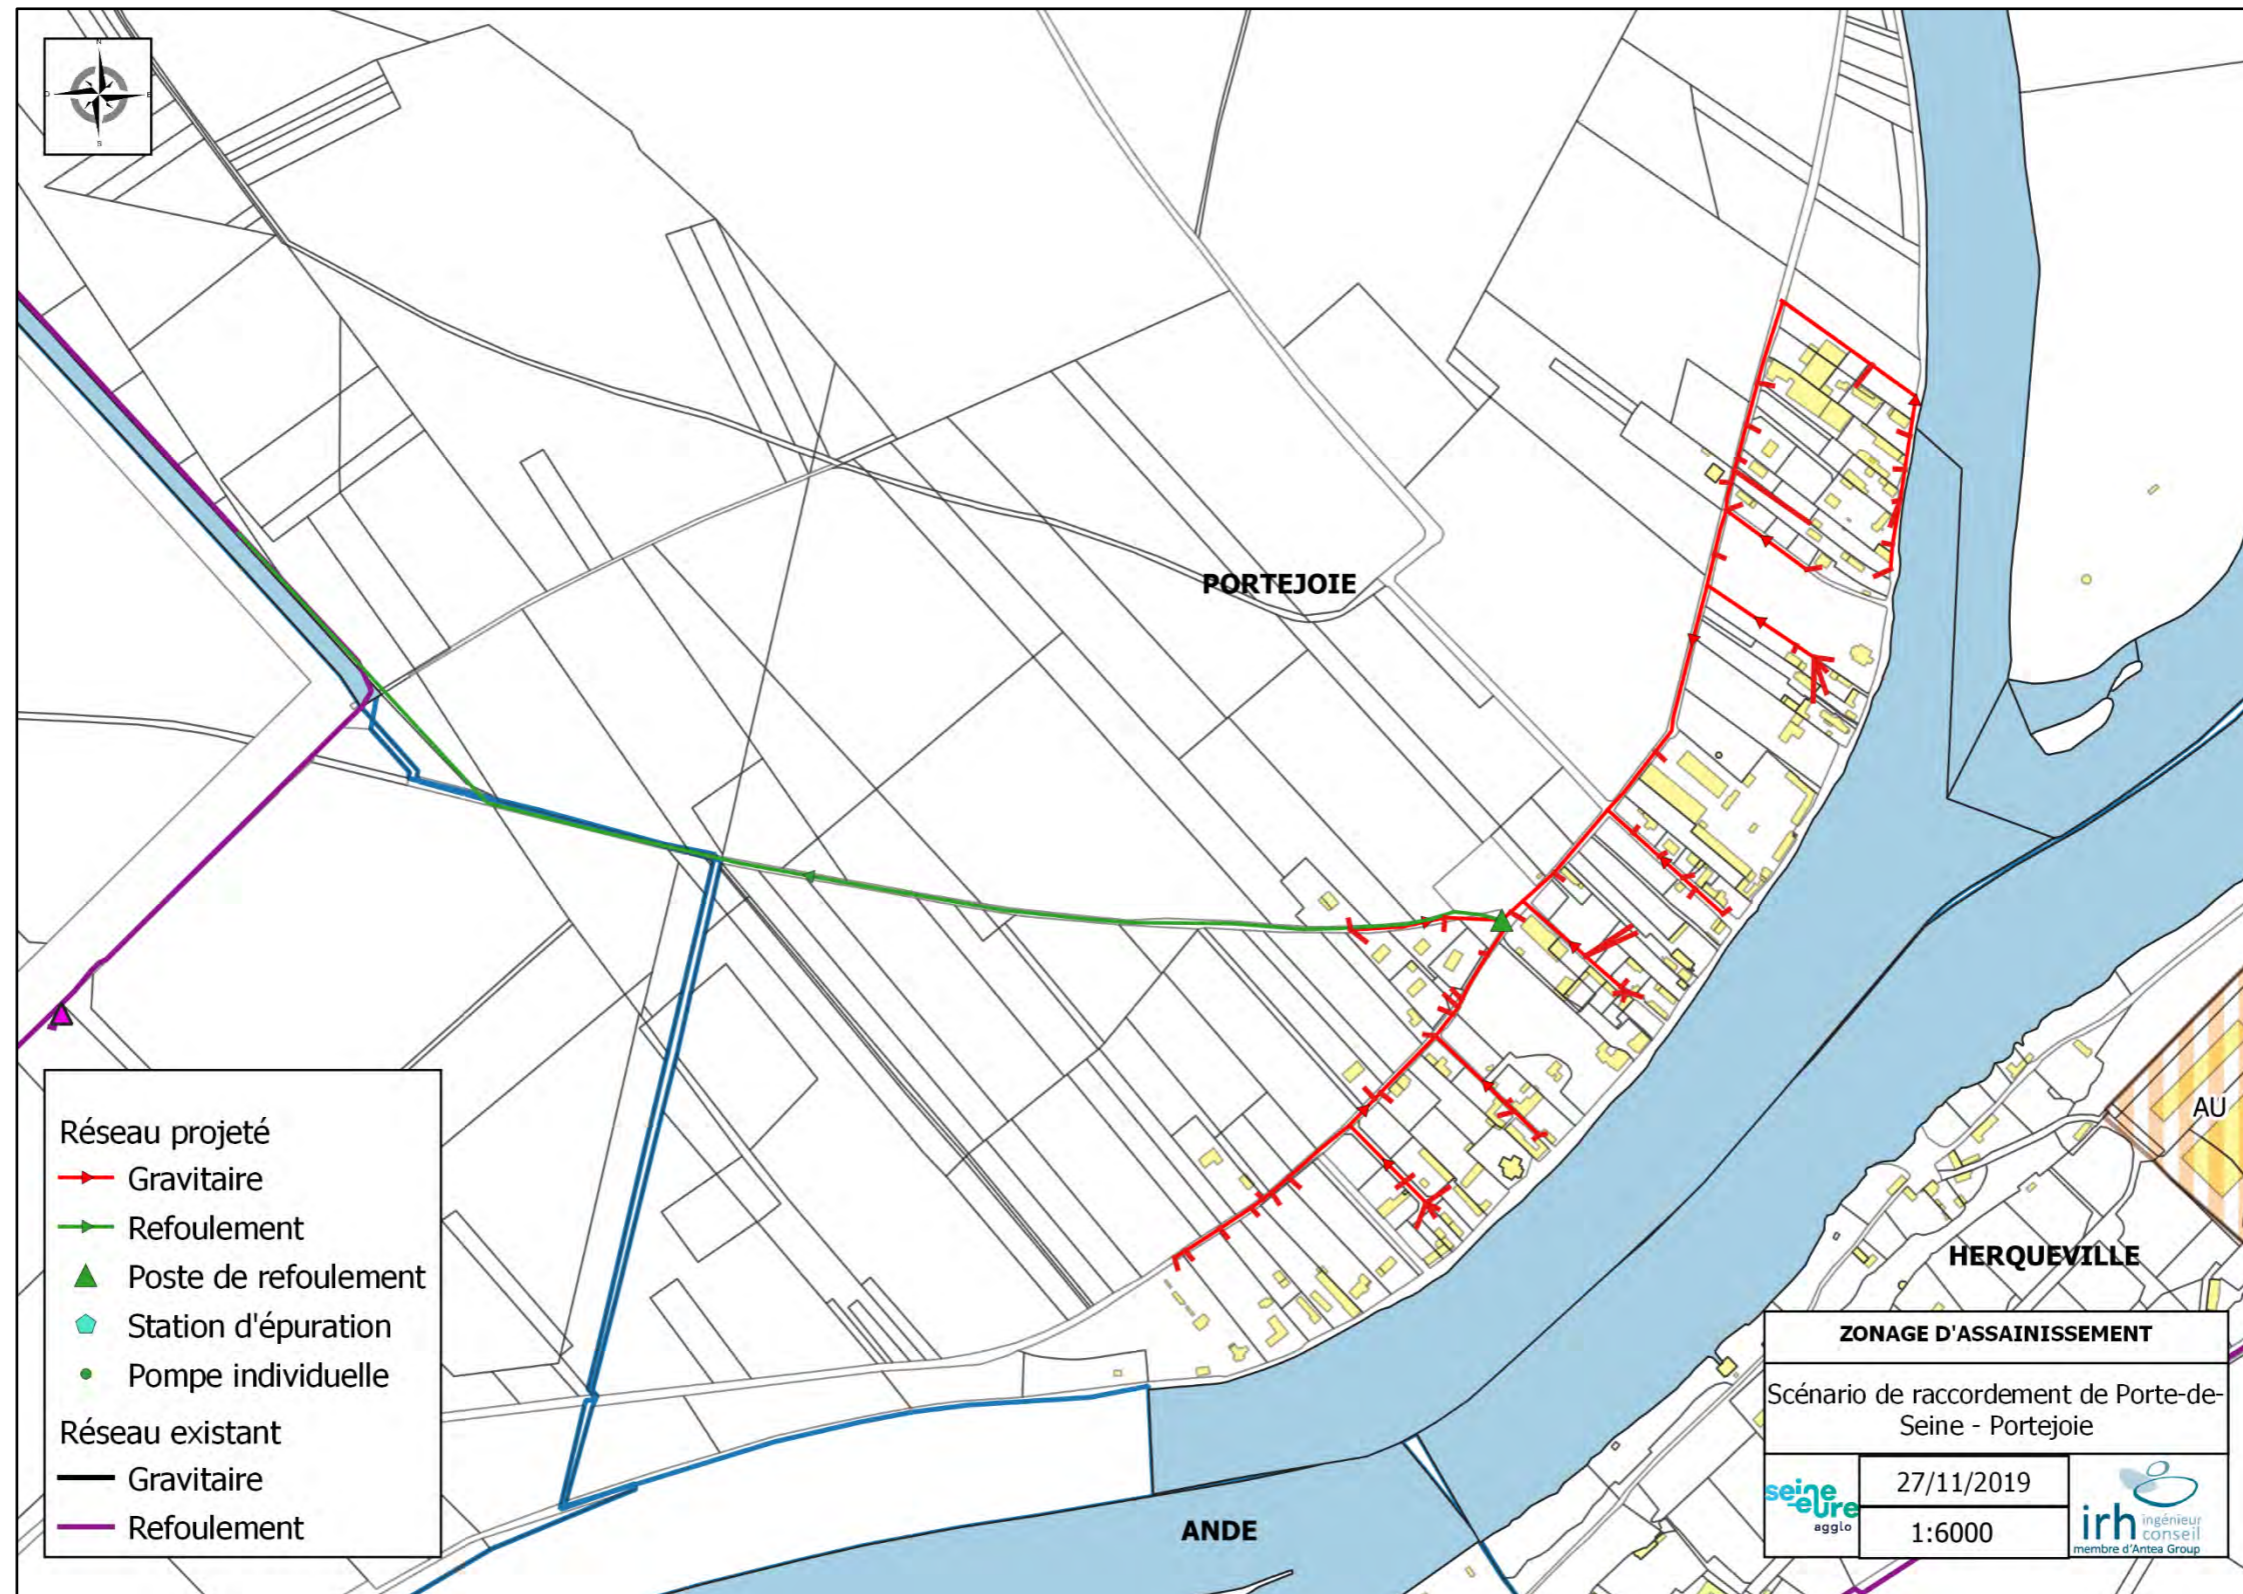 N
O
E
S
PORTEJOIE
AU
HERQUEVILLE
ANDE
Réseau projeté
Gravitaire
Refoulement
Poste de refoulement
Station d'épuration
Pompe individuelle
Réseau existant
Gravitaire
Refoulement
ZONAGE D'ASSAINISSEMENT
Scénario de raccordement de Porte-de-
Seine - Portejoie
seine
eure
agglo
27/11/2019
1:6000
irh ingénieur
conseil
membre d'Antea Group